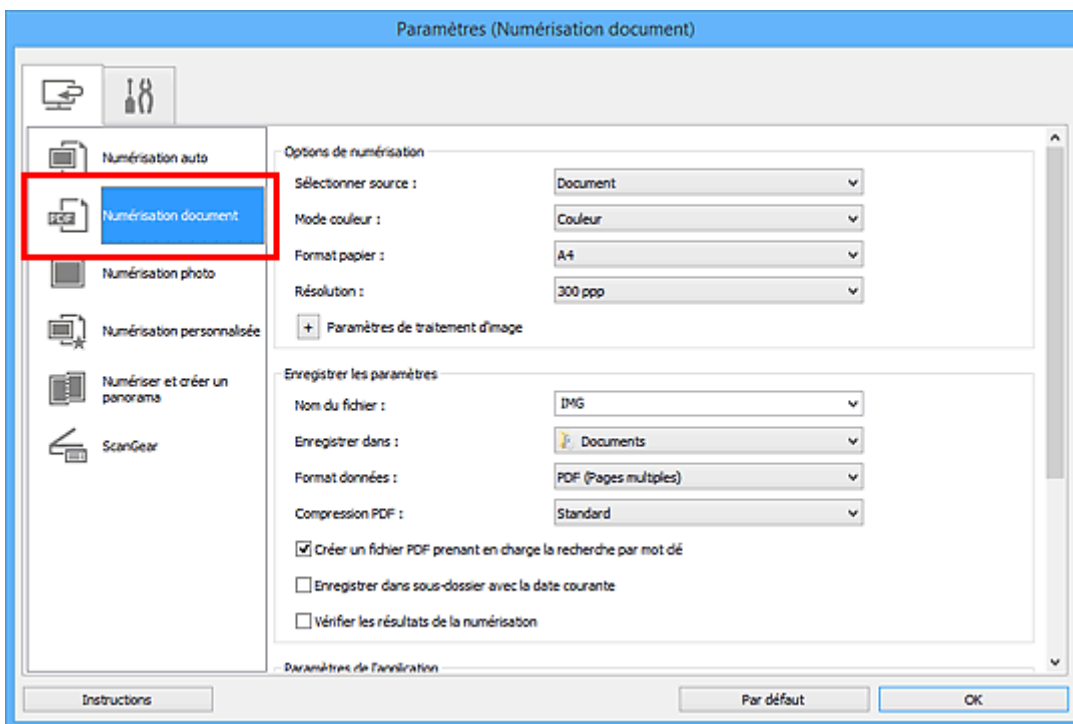 Paramètres (Numérisation document)
Numérisation auto
PDF
Numérisation document
Numérisation photo
Numérisation personnalisée
Numériser et créer un
panorama
ScanGear
Options de numérisation
Sélectionner source : Document
Mode couleur : Couleur
Format papier : A4
Résolution : 300 ppp
+ Paramètres de traitement d'image
Enregistrer les paramètres
Nom du fichier : IMG
Enregistrer dans : Documents
Format données : PDF (Pages multiples)
Compression PDF : Standard
Créer un fichier PDF prenant en charge la recherche par mot clé
Enregistrer dans sous-dossier avec la date courante
Vérifier les résultats de la numérisation
Paramètres de l'application
Instructions Par défaut OK